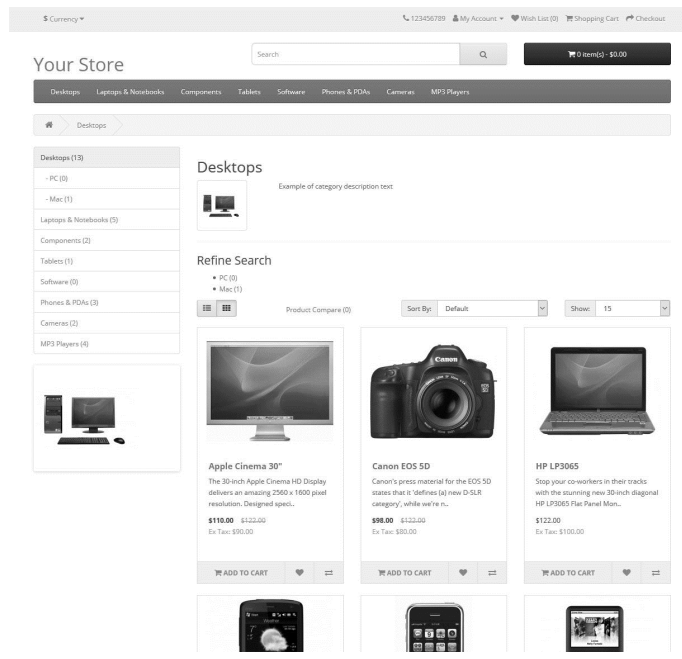 $ Currency
123456789 My Account Wish List (0) Shopping Cart Checkout
Your Store
Search
0 item(s) - $0.00
Desktops Laptops & Notebooks Components Tablets Software Phones & PDAs Cameras MP3 Players
Desktops
Desktops (13)
- PC (0)
- Mac (1)
Laptops & Notebooks (5)
Components (2)
Tablets (1)
Software (0)
Phones & PDAs (3)
Cameras (2)
MP3 Players (4)
Desktops
Example of category description text
Refine Search
PC (0)
Mac (1)
Product Compare (0)
Sort By: Default
Show: 15
Canon
EOS
5D
Apple Cinema 30"
The 30-inch Apple Cinema HD Display
delivers an amazing 2560 x 1600 pixel
resolution. Designed speci..
$110.00 $122.00
Ex Tax: $90.00
ADD TO CART
Canon EOS 5D
Canon's press material for the EOS 5D
states that it 'defines (a) new D-SLR
category', while we're n..
$98.00 $122.00
Ex Tax: $80.00
ADD TO CART
HP LP3065
Stop your co-workers in their tracks
with the stunning new 30-inch diagonal
HP LP3065 Flat Panel Mon..
$122.00
Ex Tax: $100.00
ADD TO CART